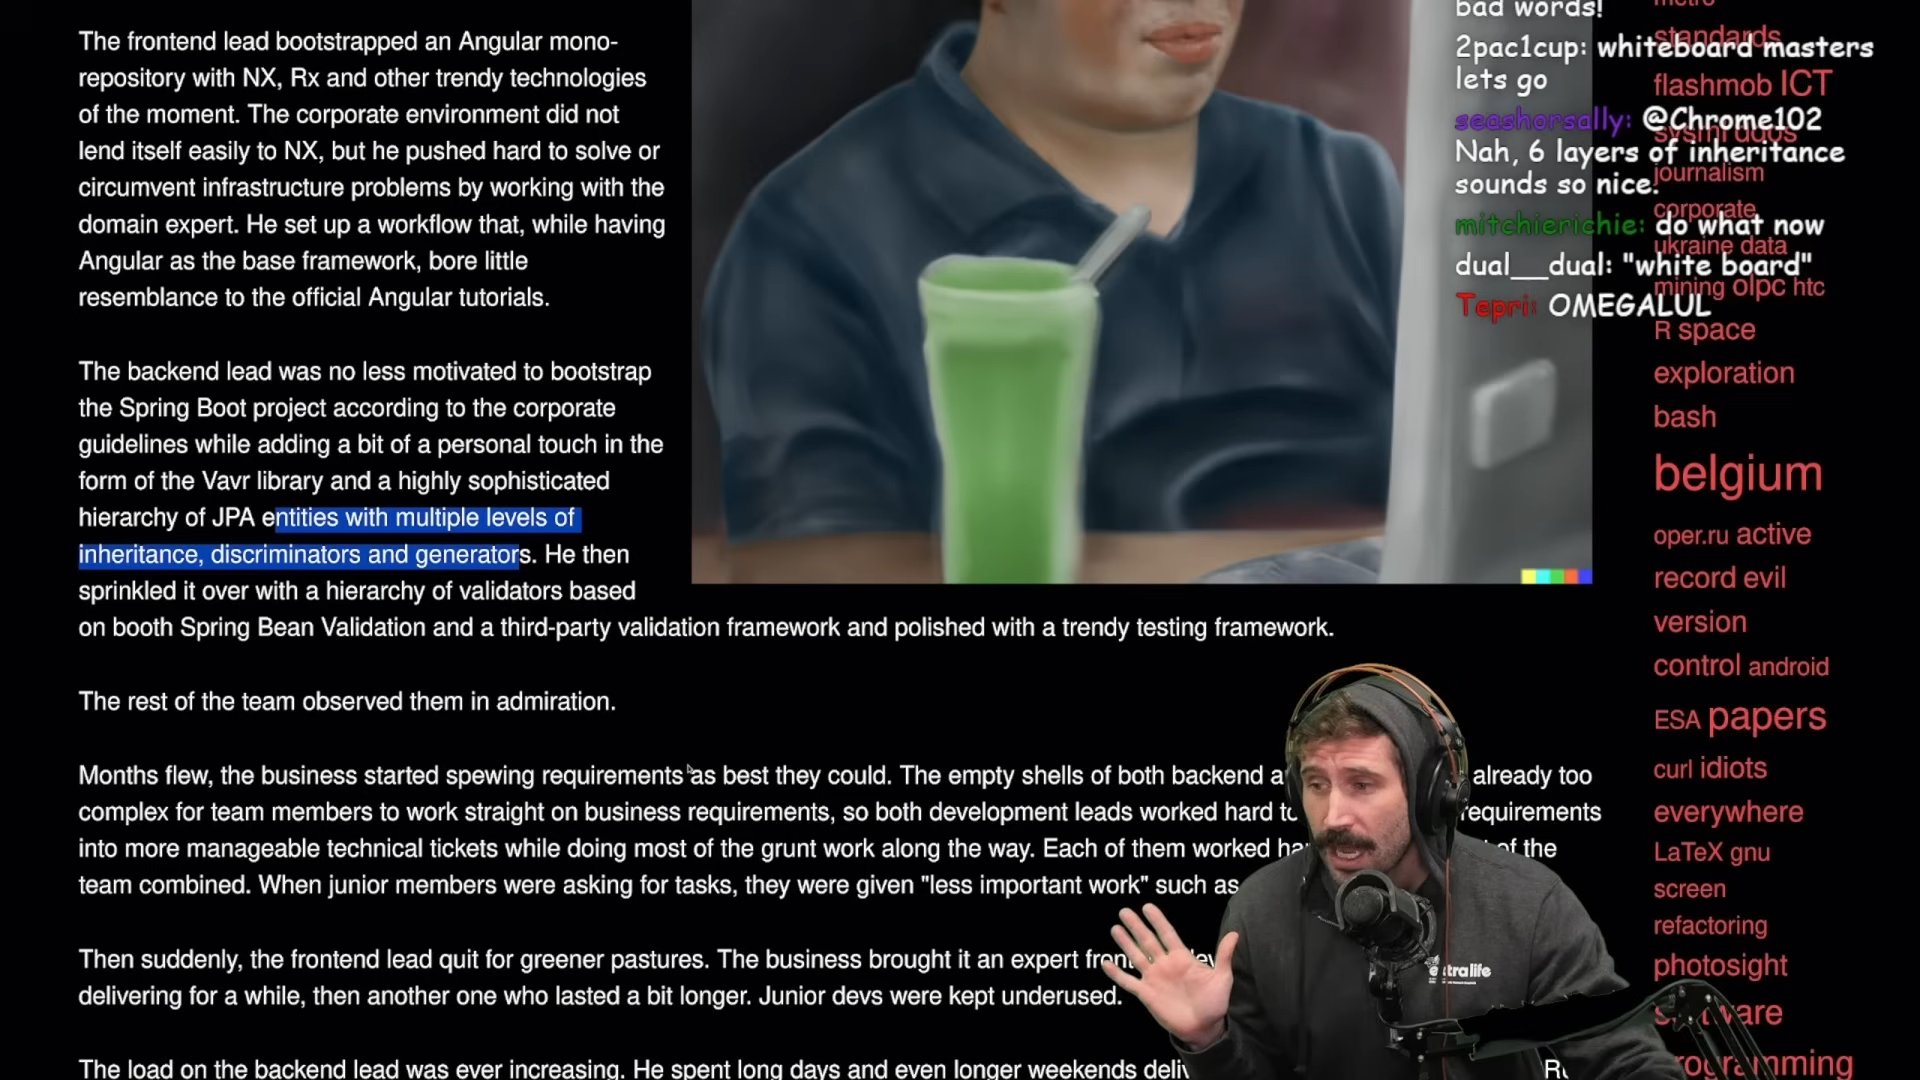 The frontend lead bootstrapped an Angular mono-
repository with NX, Rx and other trendy technologies
of the moment. The corporate environment did not
lend itself easily to NX, but he pushed hard to solve or
circumvent infrastructure problems by working with the
domain expert. He set up a workflow that, while having
Angular as the base framework, bore little
resemblance to the official Angular tutorials.
The backend lead was no less motivated to bootstrap
the Spring Boot project according to the corporate
guidelines while adding a bit of a personal touch in the
form of the Vavr library and a highly sophisticated
hierarchy of JPA entities with multiple levels of
inheritance, discriminators and generators. He then
sprinkled it over with a hierarchy of validators based
on booth Spring Bean Validation and a third-party validation framework and polished with a trendy testing framework.
The rest of the team observed them in admiration.
Months flew, the business started spewing requirements as best they could. The empty shells of both backend already too
complex for team members to work straight on business requirements, so both development leads worked hard requirements
into more manageable technical tickets while doing most of the grunt work along the way. Each of them worked of the
team combined. When junior members were asking for tasks, they were given "less important work" such as
Then suddenly, the frontend lead quit for greener pastures. The business brought it an expert
delivering for a while, then another one who lasted a bit longer. Junior devs were kept underused.
The load on the backend lead was ever increasing. He spent long days and even longer weekends
bad words!
2pac1cup: whiteboard masters
lets go
seashorsally: @Chrome102
Nah, 6 layers of inheritance
sounds so nice.
mitchierichie: do what now
dual__dual: "white board"
Tepri: OMEGALUL
metro
standards
flashmob ICT
journalism
corporate
ukraine data
mining olpc htc
R space
exploration
bash
belgium
oper.ru active
record evil
version
control android
ESA papers
curl idiots
everywhere
LaTeX gnu
screen
refactoring
photosight
extralife